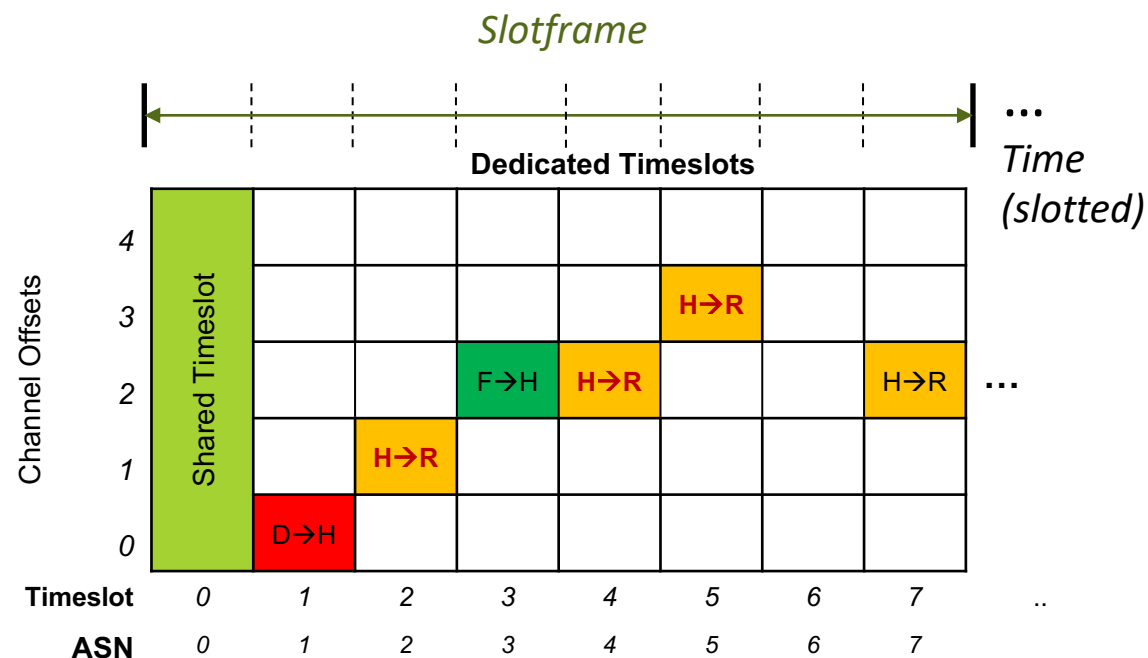 Slotframe
...
Time
(slotted)
Dedicated Timeslots
Channel Offsets
Shared Timeslot
4
3
H→R
2
F→H
H→R
H→R
...
1
H→R
0
D→H
Timeslot 0 1 2 3 4 5 6 7 ..
ASN 0 1 2 3 4 5 6 7